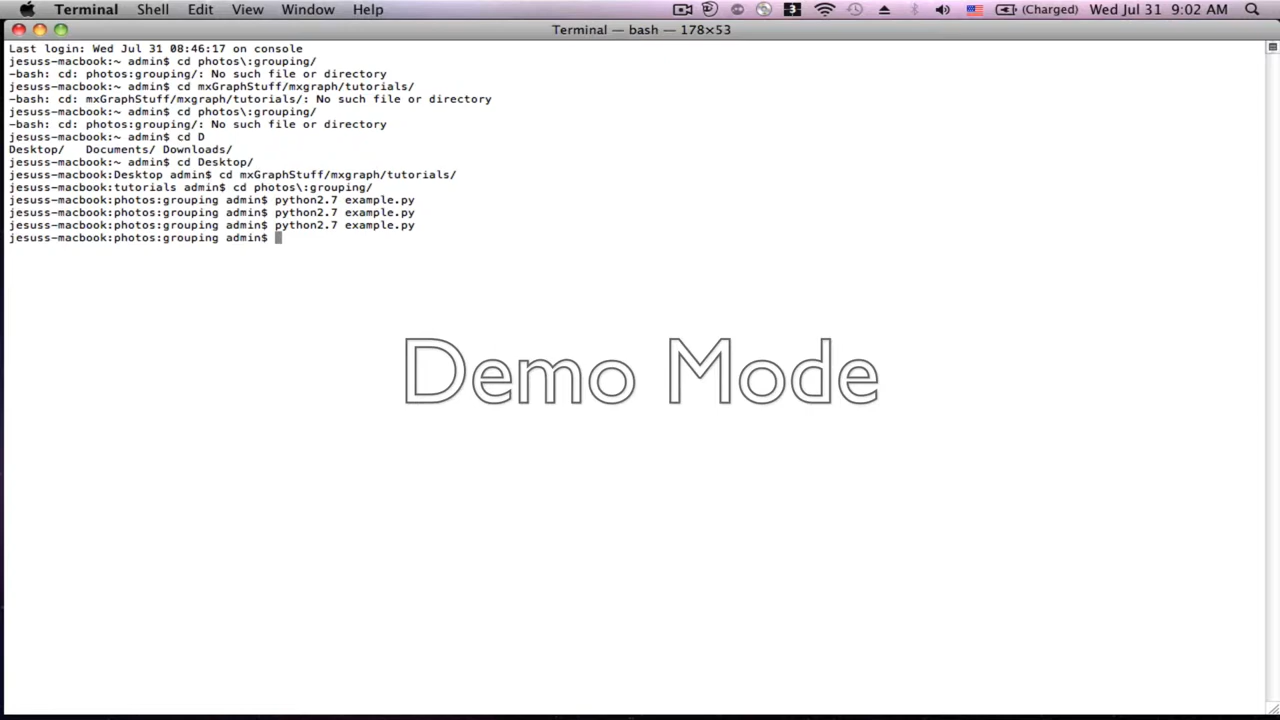 Terminal Shell Edit View Window Help 3 (Charged) Wed Jul 31 9:02 AM
Terminal — bash — 178×53
Last login: Wed Jul 31 08:46:17 on console
jesuss-macbook:~ admin$ cd photos\:grouping/
-bash: cd: photos:grouping/: No such file or directory
jesuss-macbook:~ admin$ cd mxGraphStuff/mxgraph/tutorials/
-bash: cd: mxGraphStuff/mxgraph/tutorials/: No such file or directory
jesuss-macbook:~ admin$ cd photos\:grouping/
-bash: cd: photos:grouping/: No such file or directory
jesuss-macbook:~ admin$ cd D
Desktop/   Documents/ Downloads/
jesuss-macbook:~ admin$ cd Desktop/
jesuss-macbook:Desktop admin$ cd mxGraphStuff/mxgraph/tutorials/
jesuss-macbook:tutorials admin$ cd photos\:grouping/
jesuss-macbook:photos:grouping admin$ python2.7 example.py
jesuss-macbook:photos:grouping admin$ python2.7 example.py
jesuss-macbook:photos:grouping admin$ python2.7 example.py
jesuss-macbook:photos:grouping admin$
Demo Mode